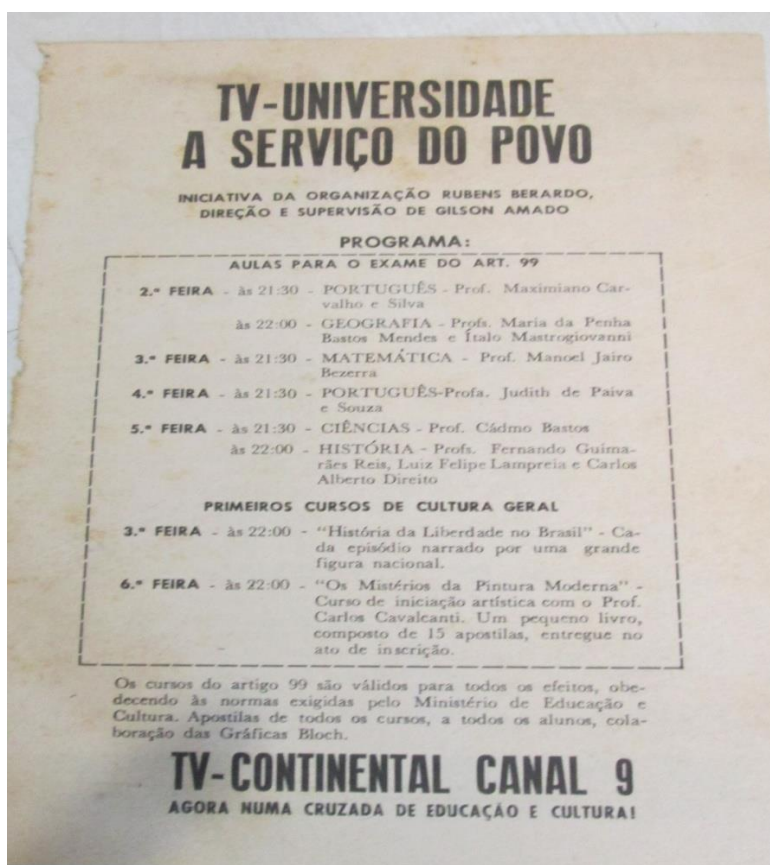 TV-UNIVERSIDADE
A SERVIÇO DO POVO
INICIATIVA DA ORGANIZAÇÃO RUBENS BERARDO,
DIREÇÃO E SUPERVISÃO DE GILSON AMADO
PROGRAMA:
AULAS PARA O EXAME DO ART. 99
2.ª FEIRA - às 21:30 - PORTUGUÊS - Prof. Maximiano Car-
valho e Silva
às 22:00 - GEOGRAFIA - Profs. Maria da Penha
Bastos Mendes e Ítalo Mastrogiovanni
3.ª FEIRA - às 21:30 - MATEMÁTICA - Prof. Manoel Jairo
Bezerra
4.ª FEIRA - às 21:30 - PORTUGUÊS-Profa. Judith de Paiva
e Souza
5.ª FEIRA - às 21:30 - CIÊNCIAS - Prof. Cádmo Bastos
às 22:00 - HISTÓRIA - Profs. Fernando Guima-
rães Reis, Luiz Felipe Lampreia e Carlos
Alberto Direito
PRIMEIROS CURSOS DE CULTURA GERAL
3.ª FEIRA - às 22:00 - "História da Liberdade no Brasil" - Ca-
da episódio narrado por uma grande
figura nacional.
6.ª FEIRA - às 22:00 - "Os Mistérios da Pintura Moderna" -
Curso de iniciação artística com o Prof.
Carlos Cavalcanti. Um pequeno livro,
composto de 15 apostilas, entregue no
ato de inscrição.
Os cursos do artigo 99 são válidos para todos os efeitos, obe-
decendo às normas exigidas pelo Ministério de Educação e
Cultura. Apostilas de todos os cursos, a todos os alunos, cola-
boração das Gráficas Bloch.
TV-CONTINENTAL CANAL 9
AGORA NUMA CRUZADA DE EDUCAÇÃO E CULTURA!